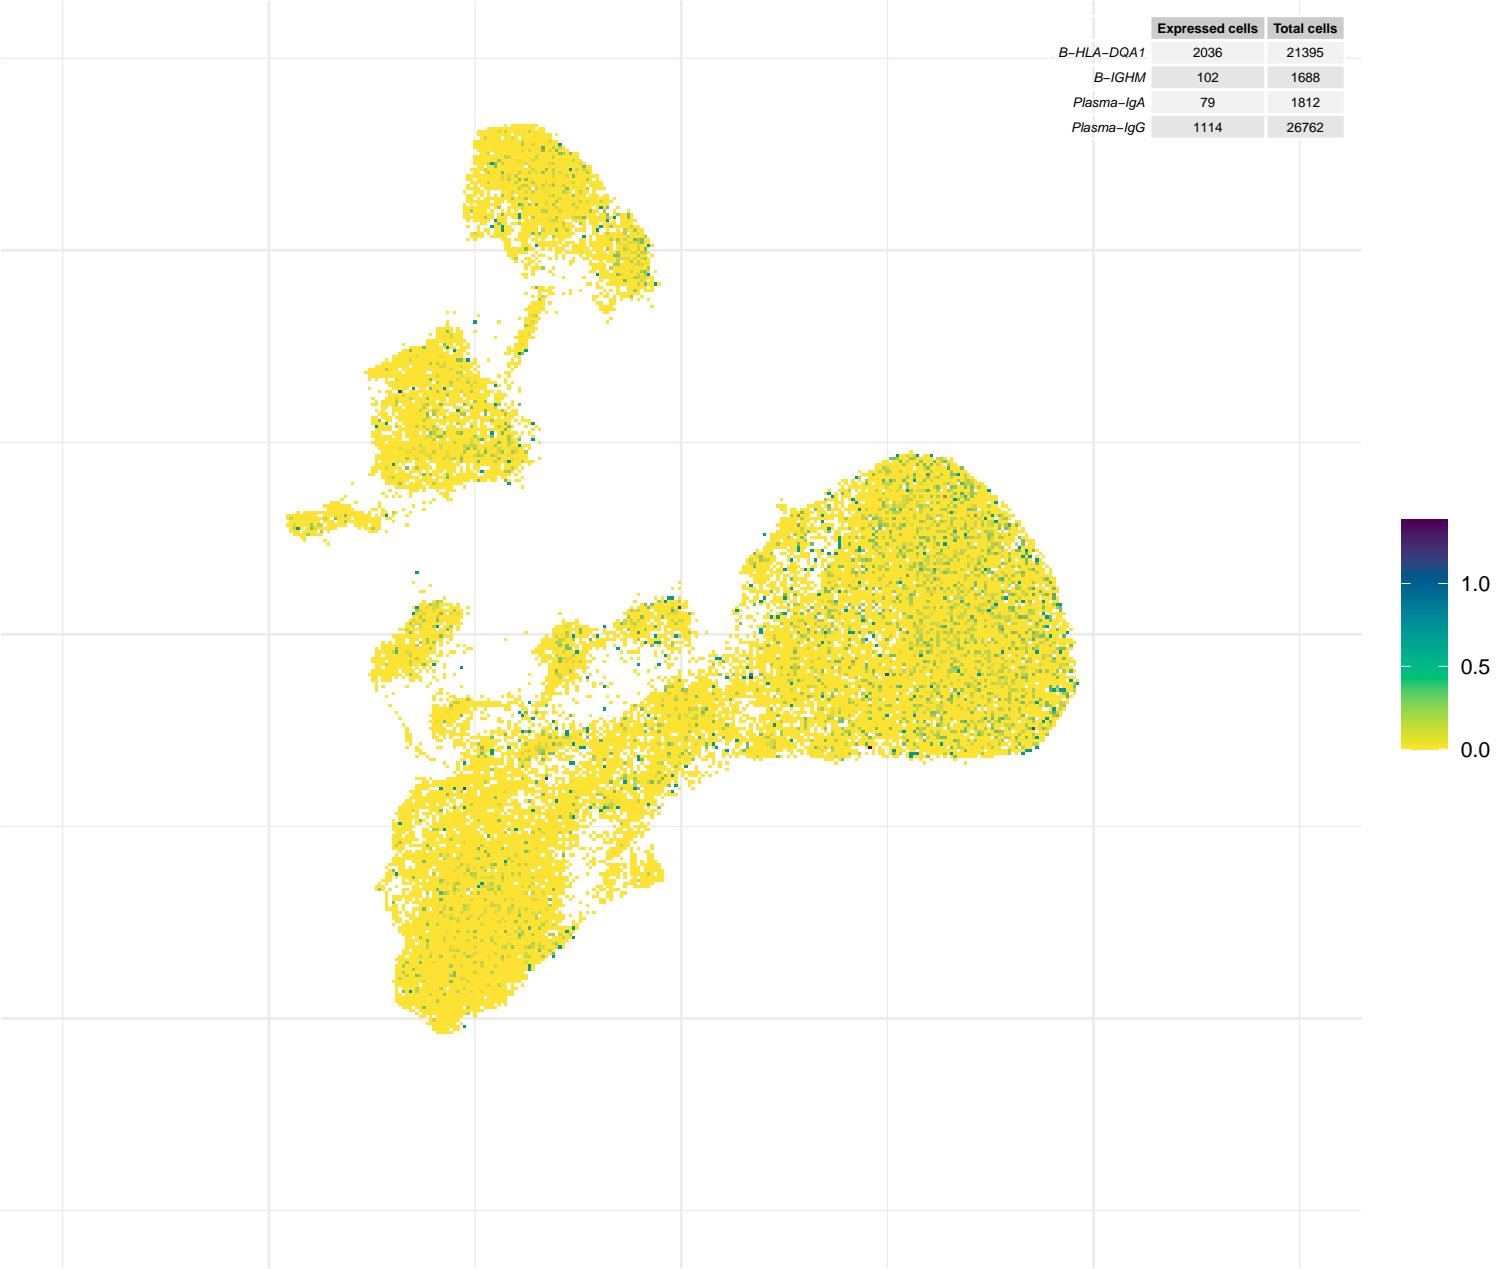 Expressed cells Total cells
B−HLA−DQA1 2036 21395
B−IGHM 102 1688
Plasma−IgA 79 1812
Plasma−IgG 1114 26762
1.0
0.5
0.0